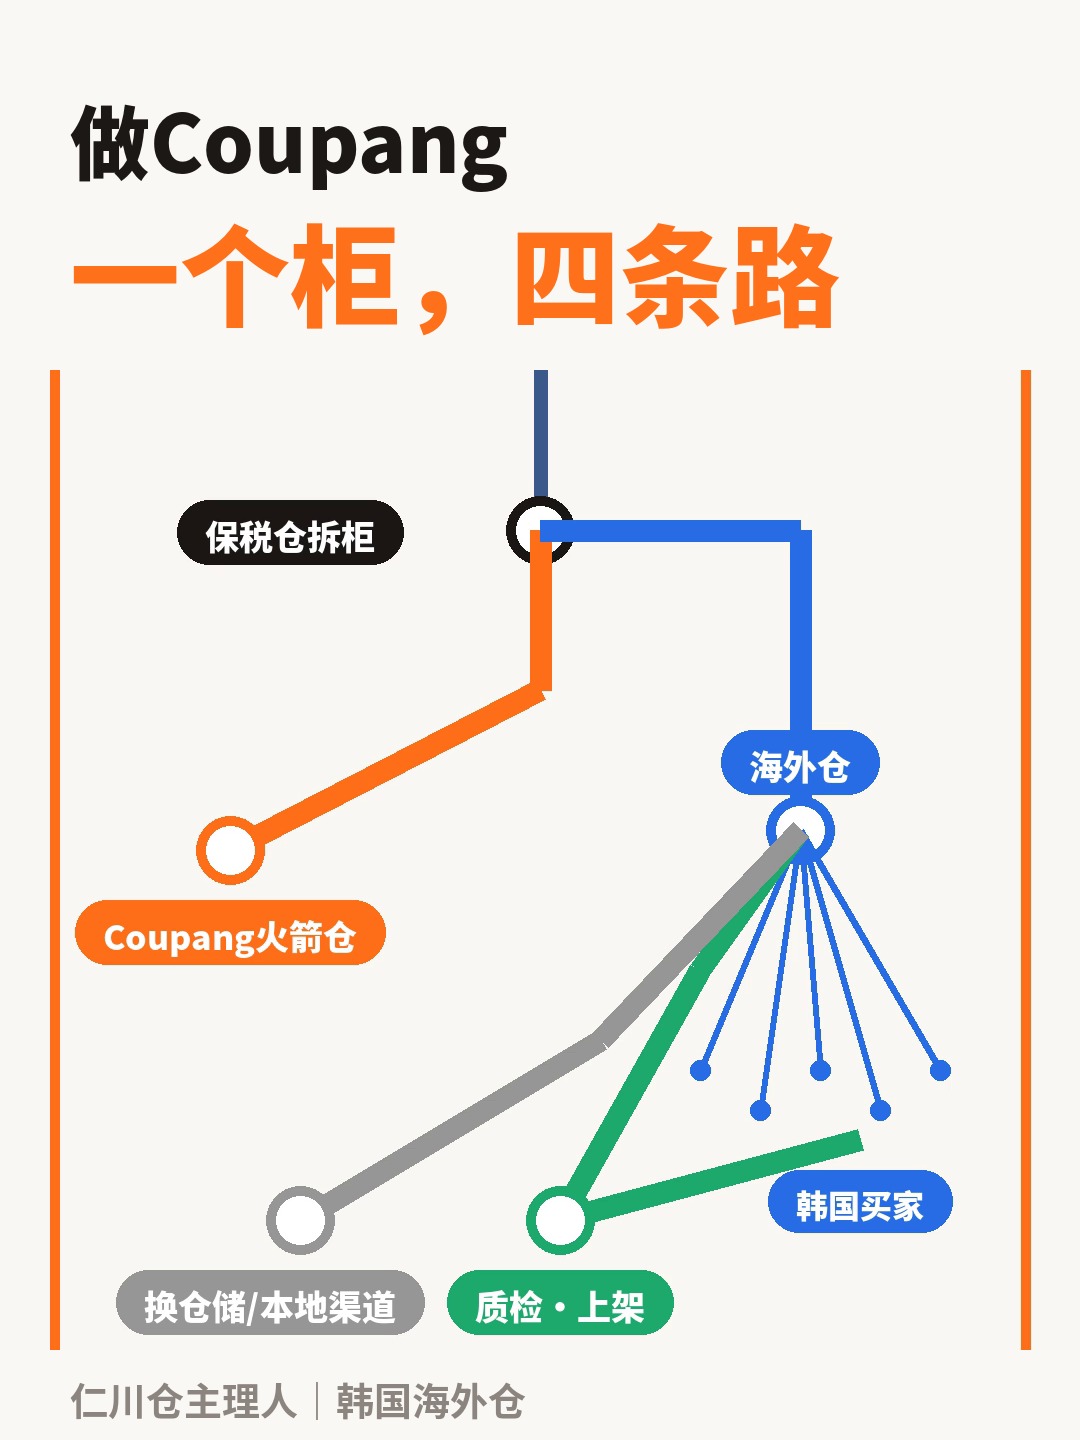 做Coupang
一个柜，四条路
保税仓拆柜
海外仓
Coupang火箭仓
韩国买家
换仓储/本地渠道
质检·上架
仁川仓主理人｜韩国海外仓